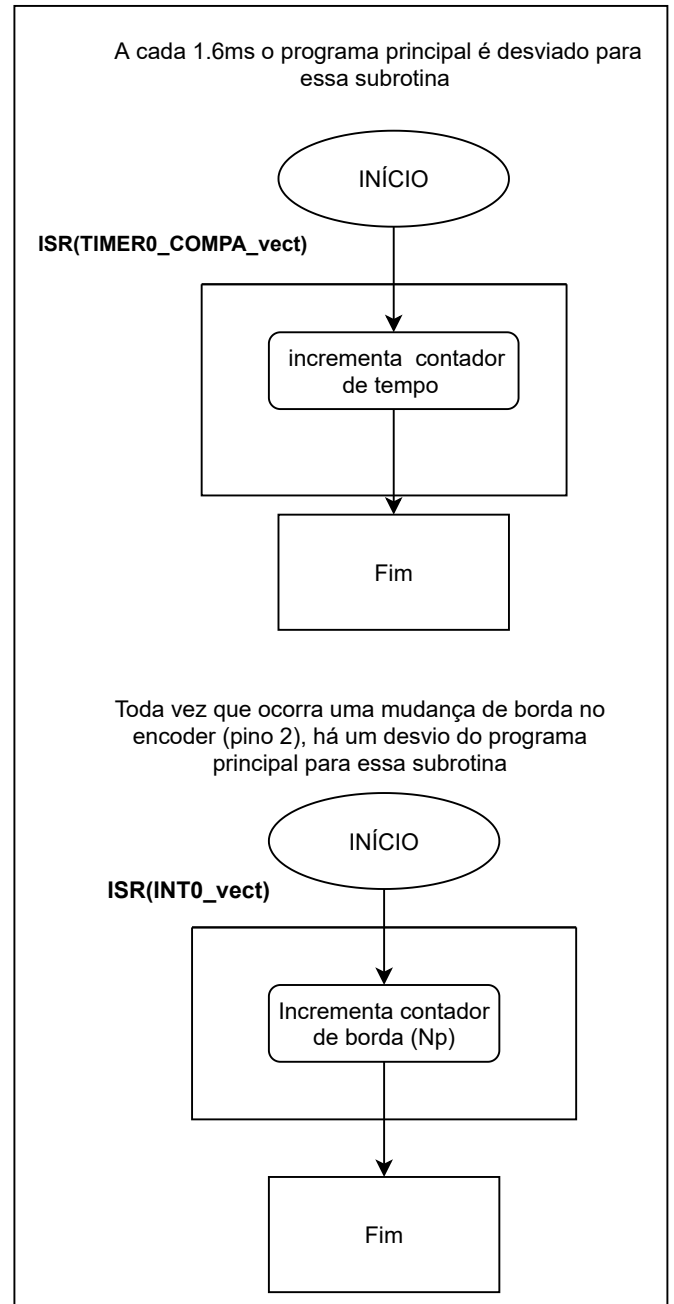 A cada 1.6ms o programa principal é desviado para
essa subrotina
INÍCIO
ISR(TIMER0_COMPA_vect)
incrementa contador
de tempo
Fim
Toda vez que ocorra uma mudança de borda no
encoder (pino 2), há um desvio do programa
principal para essa subrotina
INÍCIO
ISR(INT0_vect)
Incrementa contador
de borda (Np)
Fim